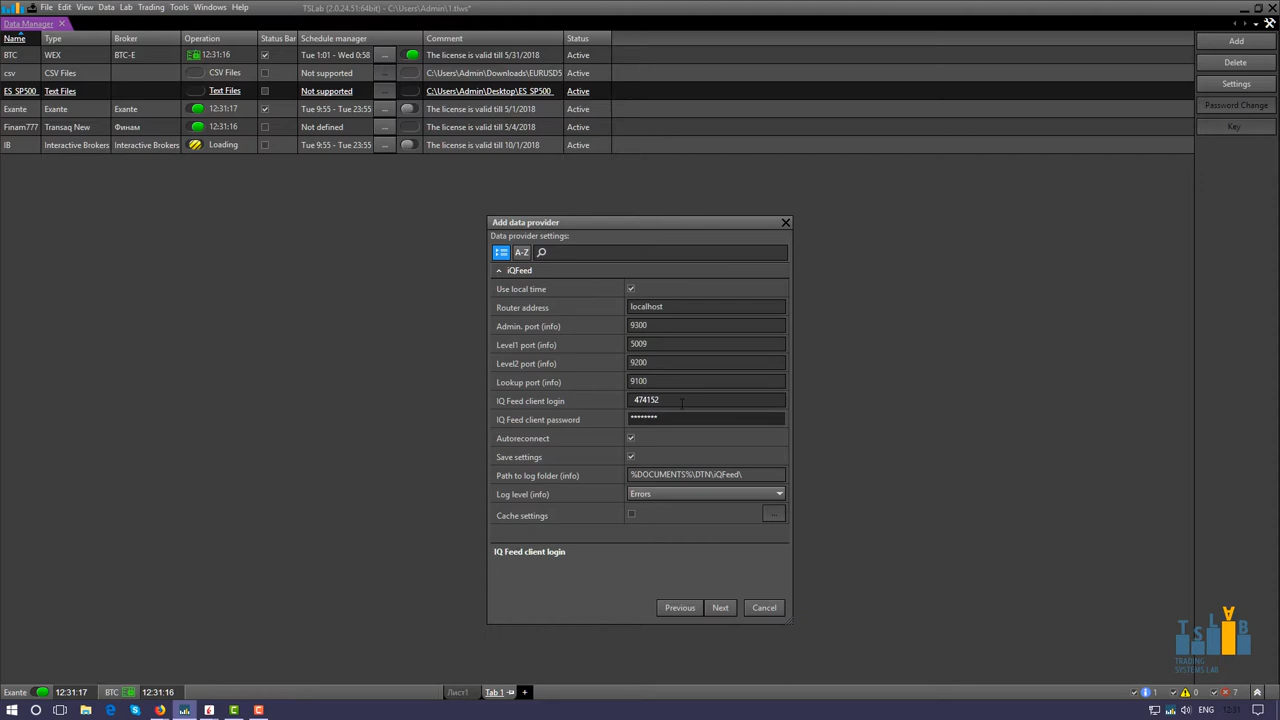 File Edit View Data Lab Trading Tools Windows Help TSLab (2.0.24.51:64bit) - C:\Users\Admin\1.tlws*
Data Manager
Name Type Broker Operation Status Bar Schedule manager Comment Status
BTC WEX BTC-E 12:31:16 Tue 1:01 - Wed 0:58 ... The license is valid till 5/31/2018 Active
csv CSV Files CSV Files Not supported ... C:\Users\Admin\Downloads\EURUSD5 Active
ES_SP500_ Text Files Text Files Not supported ... C:\Users\Admin\Desktop\ES_SP500_ Active
Exante Exante Exante 12:31:17 Tue 9:55 - Tue 23:55 ... The license is valid till 5/1/2018 Active
Finam777 Transaq New Финам 12:31:16 Not defined ... The license is valid till 5/4/2018 Active
IB Interactive Brokers Interactive Brokers Loading Tue 9:55 - Tue 23:55 ... The license is valid till 10/1/2018 Active
Add
Delete
Settings
Password Change
Key
Add data provider
Data provider settings:
A-Z
iQFeed
Use local time
Router address localhost
Admin. port (info) 9300
Level1 port (info) 5009
Level2 port (info) 9200
Lookup port (info) 9100
IQ Feed client login 474152
IQ Feed client password ********
Autoreconnect
Save settings
Path to log folder (info) %DOCUMENTS%\DTN\iQFeed\
Log level (info) Errors
Cache settings ...
IQ Feed client login
Previous Next Cancel
TSLAB
TRADING
SYSTEMS LAB
Exante 12:31:17 BTC 12:31:16 Лист1 Tab 1 + 1 0 7
ENG 12:31